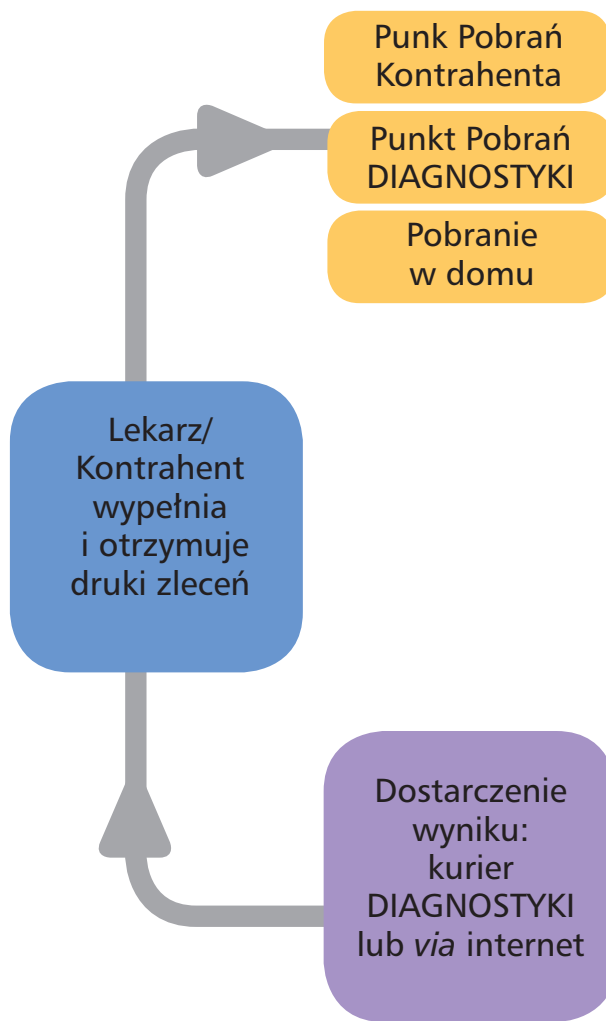 Punk Pobrań
Kontrahenta
Punkt Pobrań
DIAGNOSTYKI
Pobranie
w domu
Lekarz/
Kontrahent
wypełnia
i otrzymuje
druki zleceń
Dostarczenie
wyniku:
kurier
DIAGNOSTYKI
lub via internet